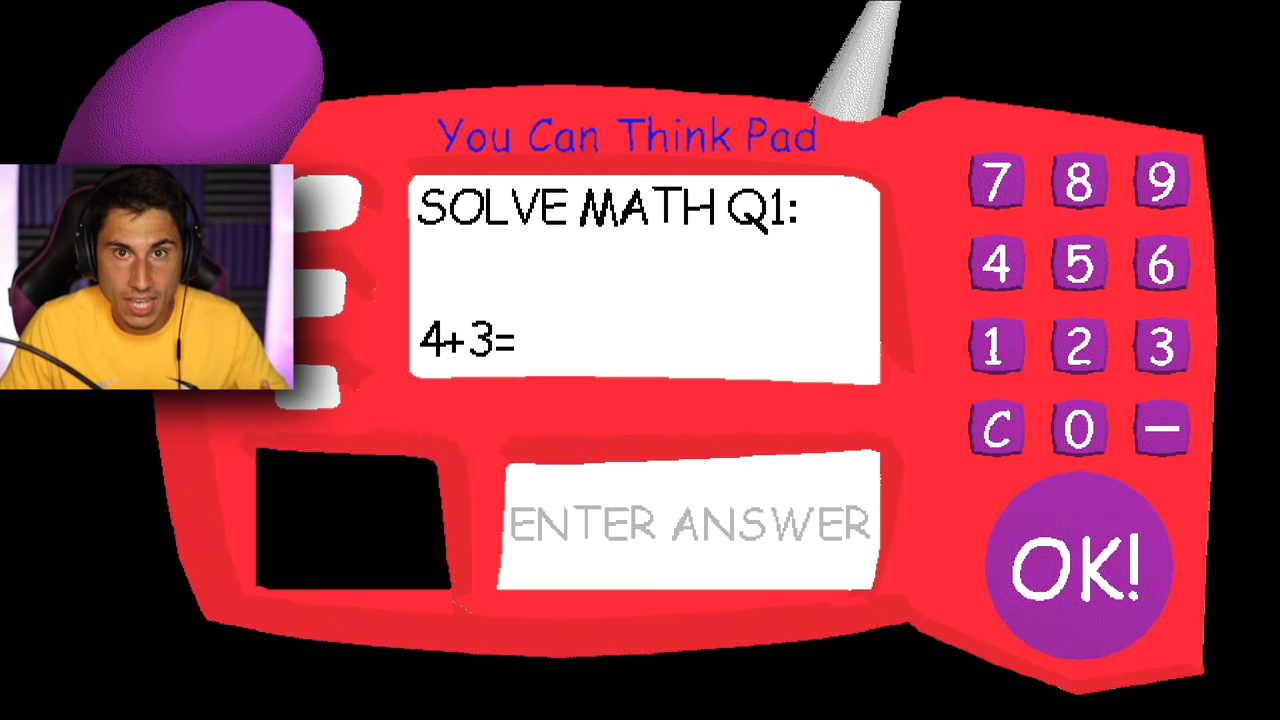 You Can Think Pad
SOLVE MATH Q1:
4+3=
ENTER ANSWER
7 8 9
4 5 6
1 2 3
C 0 −
OK!